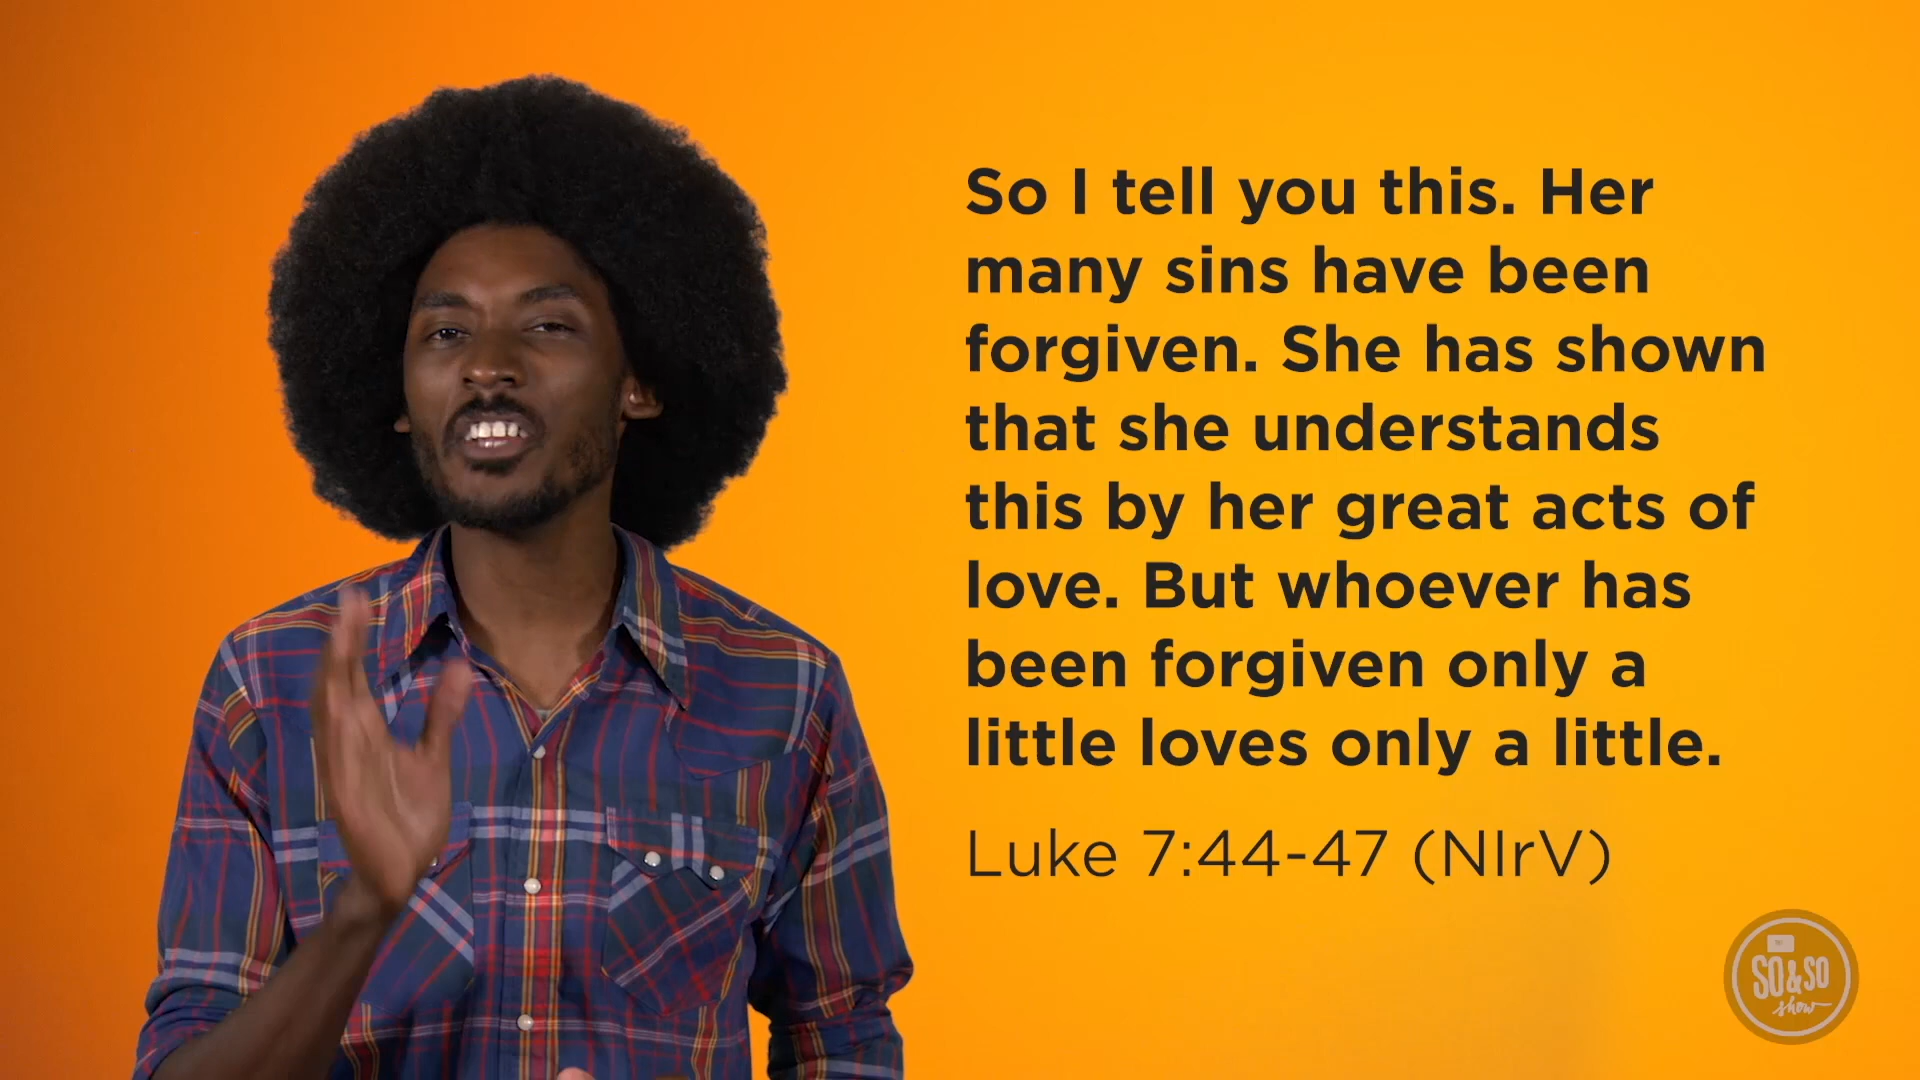 So I tell you this. Her
many sins have been
forgiven. She has shown
that she understands
this by her great acts of
love. But whoever has
been forgiven only a
little loves only a little.
Luke 7:44-47 (NIrV)
SO & SO
show